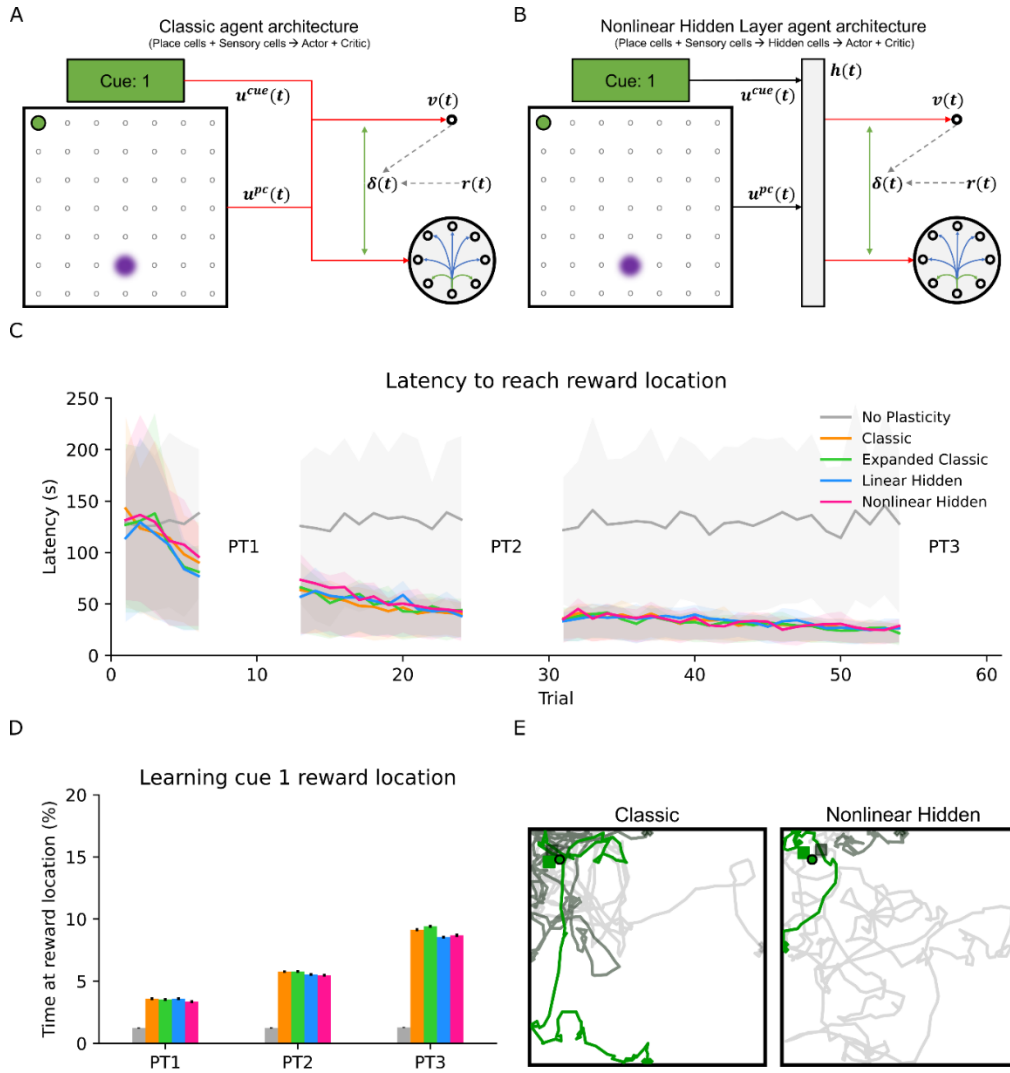 A
Classic agent architecture
(Place cells + Sensory cells → Actor + Critic)
Cue: 1
u^cue(t)
v(t)
δ(t)
r(t)
u^pc(t)
B
Nonlinear Hidden Layer agent architecture
(Place cells + Sensory cells → Hidden cells → Actor + Critic)
Cue: 1
h(t)
u^cue(t)
v(t)
δ(t)
r(t)
u^pc(t)
C
Latency to reach reward location
Latency (s)
250
200
150
100
50
0
No Plasticity
Classic
Expanded Classic
Linear Hidden
Nonlinear Hidden
PT1
PT2
PT3
0
10
20
30
40
50
60
Trial
D
Learning cue 1 reward location
Time at reward location (%)
20
15
10
5
0
PT1
PT2
PT3
E
Classic
Nonlinear Hidden